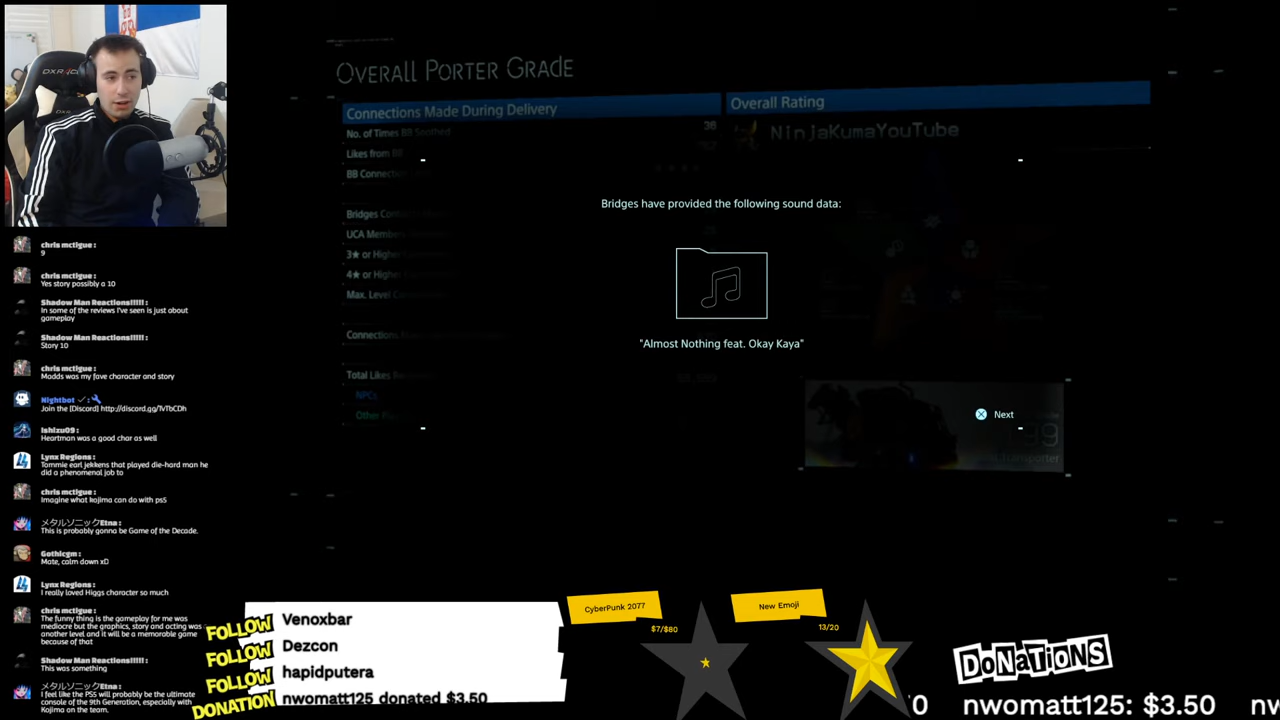 DXRACER
OVERALL PORTER GRADE
Connections Made During Delivery
No. of Times BB Soothed
36
Likes from BB
BB Connection
Bridges
UCA Members
3★ or Higher
4★ or Higher
Max. Level
Connections
Total Likes
NPCs
Other
Overall Rating
NinjaKumaYouTube
Bridges have provided the following sound data:
"Almost Nothing feat. Okay Kaya"
Next
chris mctigue :
9
chris mctigue :
Yes story possibly a 10
Shadow Man Reactions!!!!! :
In some of the reviews I've seen is just about
gameplay
Shadow Man Reactions!!!!! :
Story 10
chris mctigue :
Madds was my fave character and story
Nightbot ✓ :
Join the [Discord] http://discord.gg/1VTbCDh
Ishizu09 :
Heartman was a good char as well
Lynx Regions :
Tommie earl jekkens that played die-hard man he
did a phenomenal job to
chris mctigue :
Imagine what kojima can do with ps5
メタルソニックEtna :
This is probably gonna be Game of the Decade.
Gothicgm :
Mate, calm down xD
Lynx Regions :
I really loved Higgs character so much
chris mctigue :
The funny thing is the gameplay for me was
mediocre but the graphics, story and acting was
another level and it will be a memorable game
because of that
Shadow Man Reactions!!!!! :
This was something
メタルソニックEtna :
I feel like the PS5 will probably be the ultimate
console of the 9th Generation, especially with
Kojima on the team.
FOLLOW Venoxbar
FOLLOW Dezcon
FOLLOW hapidputera
DONATION nwomatt125 donated $3.50
CyberPunk 2077
$7/$80
New Emoji
13/20
DONATIONS
0 nwomatt125: $3.50 nw